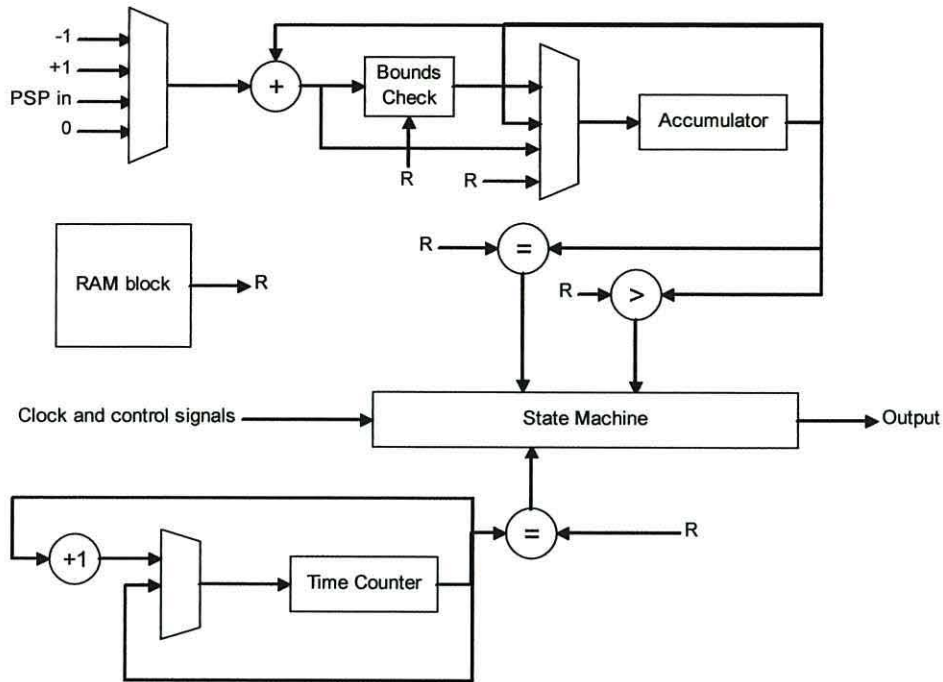 -1
+1
PSP in
0
+
Bounds
Check
R
R
Accumulator
R
=
R
>
RAM block
R
Clock and control signals
State Machine
Output
+1
Time Counter
=
R